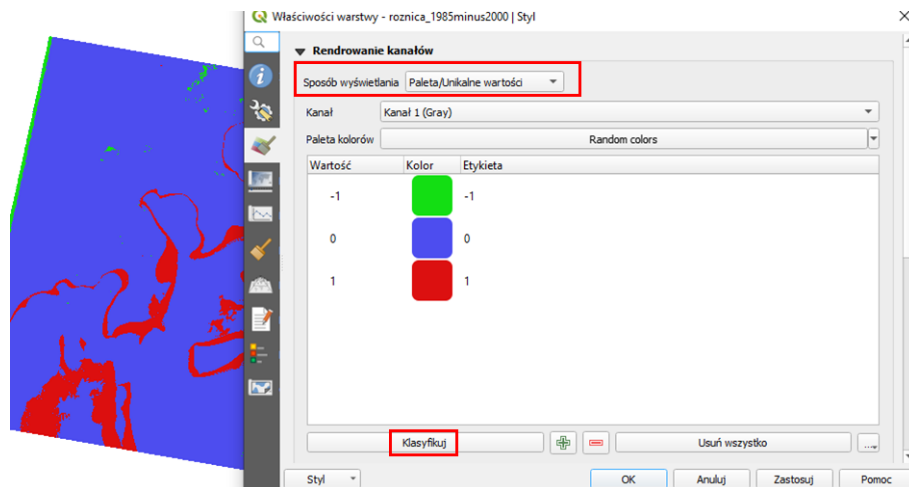 Właściwości warstwy - roznica_1985minus2000 | Styl
Rendrowanie kanałów
Sposób wyświetlania Paleta/Unikalne wartości
Kanał Kanał 1 (Gray)
Paleta kolorów Random colors
Wartość Kolor Etykieta
-1 -1
0 0
1 1
Klasyfikuj Usuń wszystko ...
Styl OK Anuluj Zastosuj Pomoc